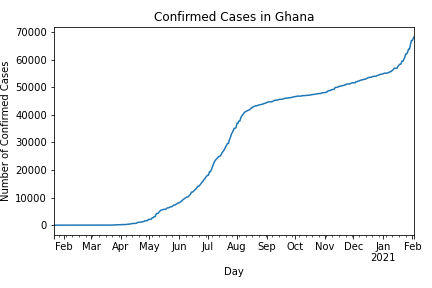 Confirmed Cases in Ghana
Number of Confirmed Cases
70000
60000
50000
40000
30000
20000
10000
0
Feb Mar Apr May Jun Jul Aug Sep Oct Nov Dec Jan Feb
2021
Day